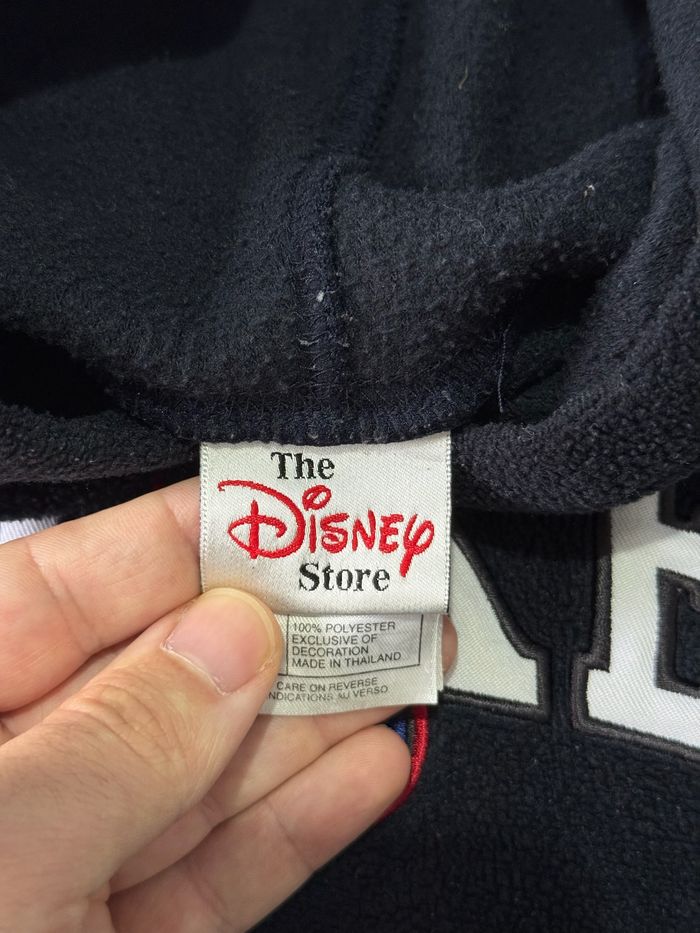 The
Disney
Store
100% POLYESTER
EXCLUSIVE OF
DECORATION
MADE IN THAILAND
CARE ON REVERSE
INDICATIONS AU VERSO